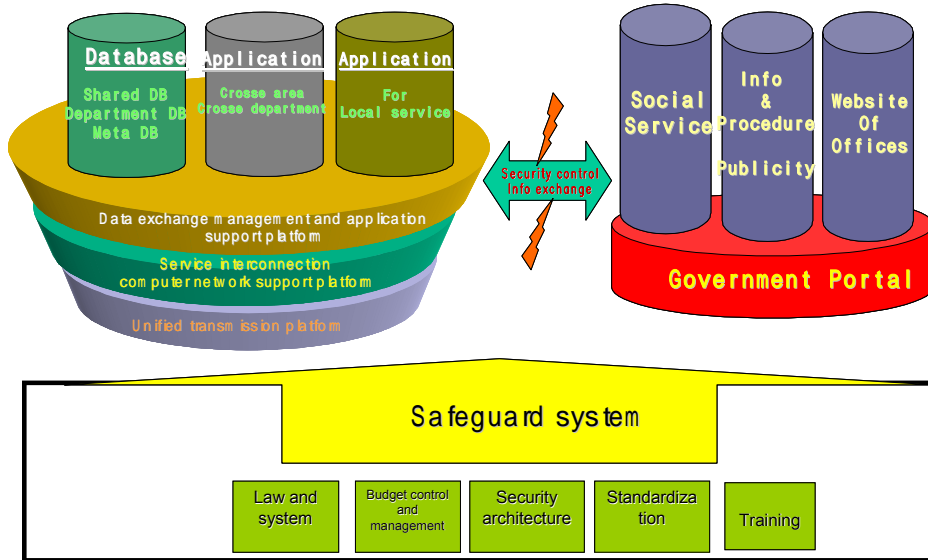 Database
Shared DB
Department DB
Meta DB
Application
Crosse area
Crosse department
Application
For
Local service
Data exchange management and application
support platform
Service interconnection
computer network support platform
Unified transmission platform
Security control
Info exchange
Social
Service
Info
&
Procedure
Publicity
Website
Of
Offices
Government Portal
Safeguard system
Law and
system
Budget control
and
management
Security
architecture
Standardiza
tion
Training